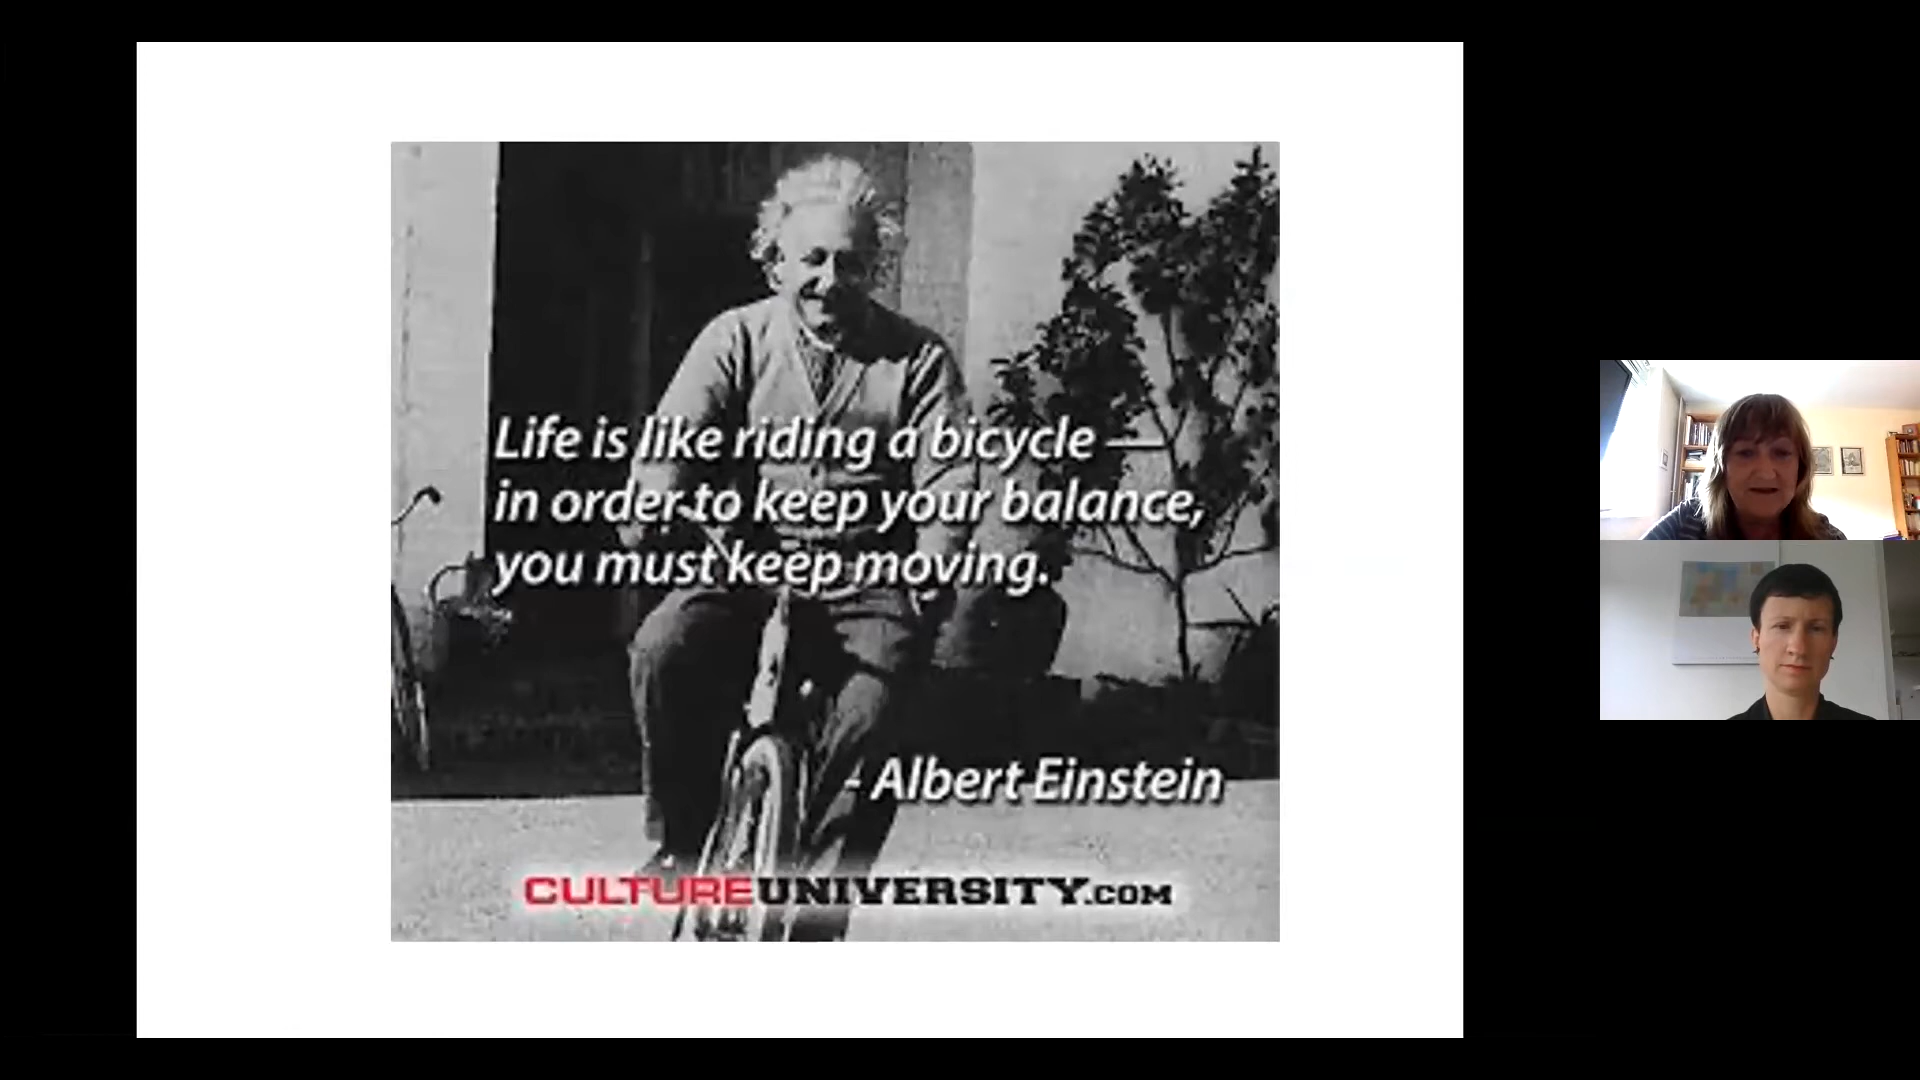 Life is like riding a bicycle —
in order to keep your balance,
you must keep moving.
- Albert Einstein
CULTUREUNIVERSITY.COM